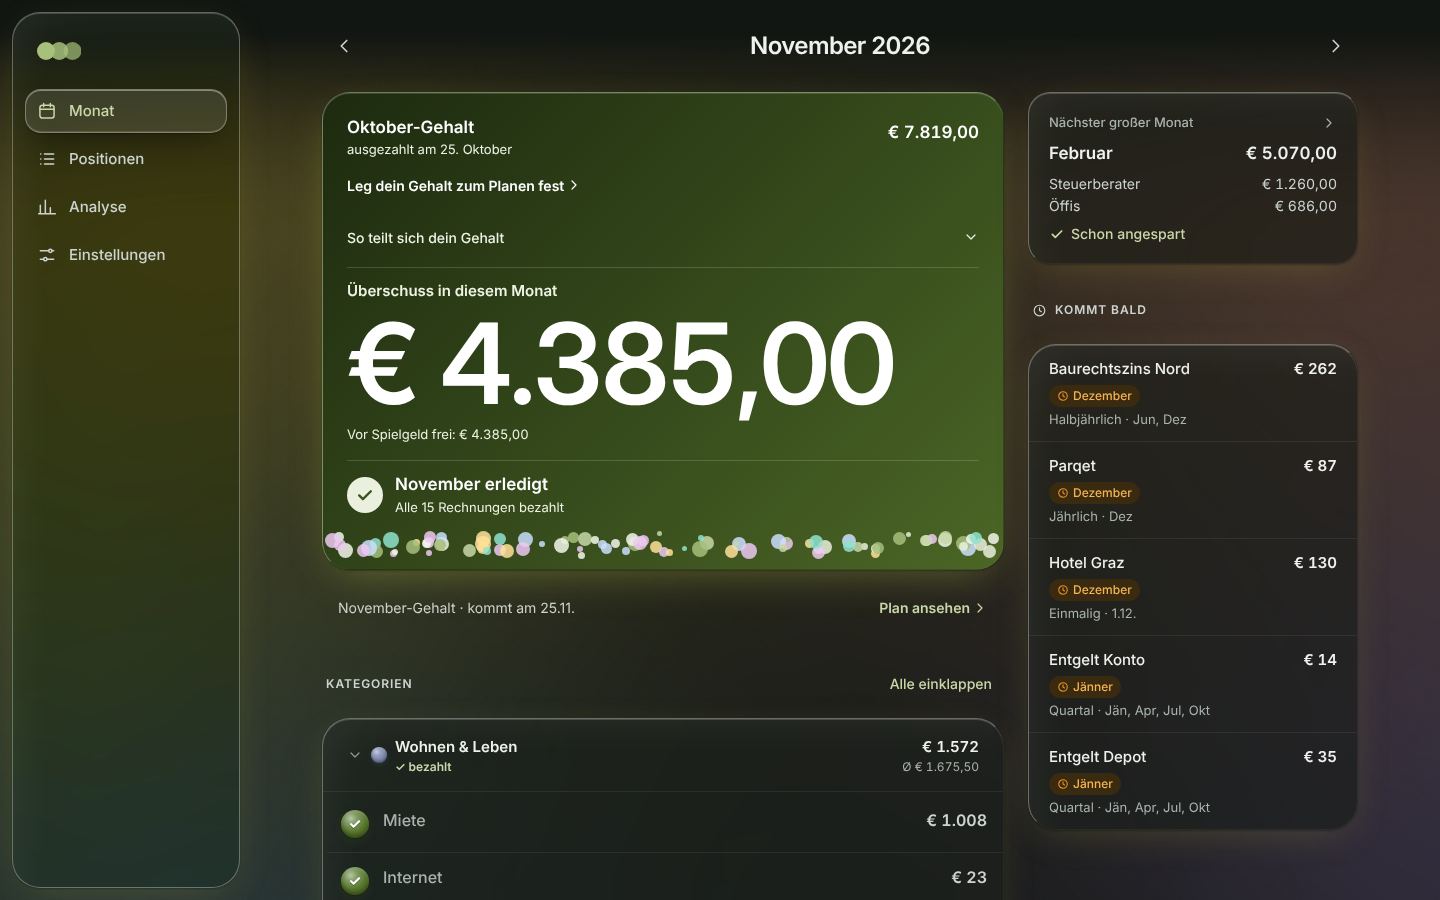 November 2026
Monat
Positionen
Analyse
Einstellungen
Oktober-Gehalt
€ 7.819,00
ausgezahlt am 25. Oktober
Leg dein Gehalt zum Planen fest
So teilt sich dein Gehalt
Überschuss in diesem Monat
€ 4.385,00
Vor Spielgeld frei: € 4.385,00
November erledigt
Alle 15 Rechnungen bezahlt
November-Gehalt · kommt am 25.11.
Plan ansehen
KATEGORIEN
Alle einklappen
Wohnen & Leben
€ 1.572
bezahlt
Ø € 1.675,50
Miete
€ 1.008
Internet
€ 23
Nächster großer Monat
Februar
€ 5.070,00
Steuerberater
€ 1.260,00
Öffis
€ 686,00
Schon angespart
KOMMT BALD
Baurechtszins Nord
€ 262
Dezember
Halbjährlich · Jun, Dez
Parqet
€ 87
Dezember
Jährlich · Dez
Hotel Graz
€ 130
Dezember
Einmalig · 1.12.
Entgelt Konto
€ 14
Jänner
Quartal · Jän, Apr, Jul, Okt
Entgelt Depot
€ 35
Jänner
Quartal · Jän, Apr, Jul, Okt